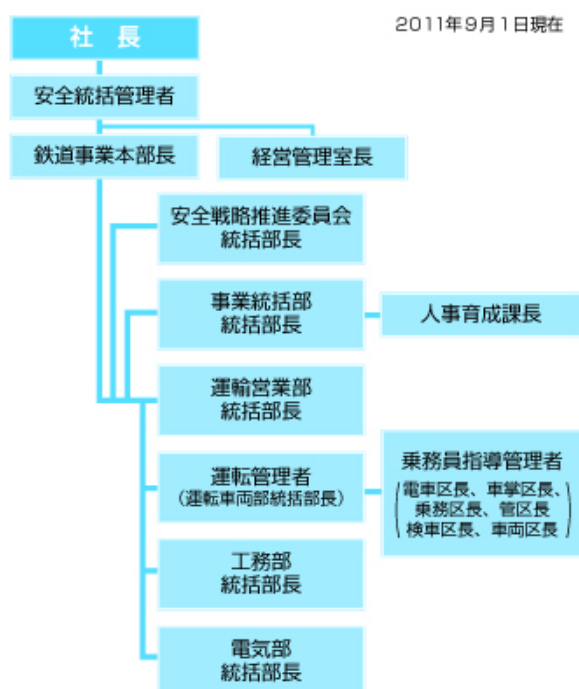 2011年9月1日現在
社長
安全統括管理者
鉄道事業本部長
経営管理室長
安全戦略推進委員会
統括部長
事業統括部
統括部長
人事育成課長
運輸営業部
統括部長
運転管理者
（運転車両部統括部長）
乗務員指導管理者
（電車区長、車掌区長、
乗務区長、管区長
検車区長、車両区長）
工務部
統括部長
電気部
統括部長